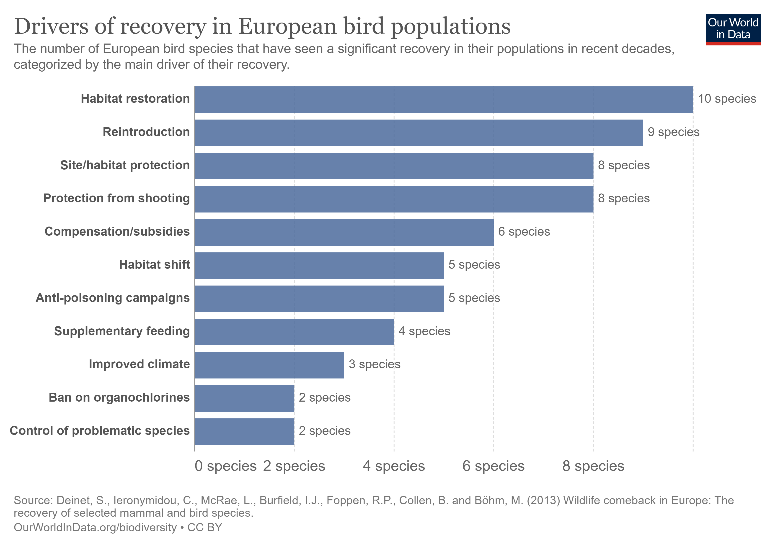 Drivers of recovery in European bird populations
Our World
in Data
The number of European bird species that have seen a significant recovery in their populations in recent decades,
categorized by the main driver of their recovery.
Habitat restoration 10 species
Reintroduction 9 species
Site/habitat protection 8 species
Protection from shooting 8 species
Compensation/subsidies 6 species
Habitat shift 5 species
Anti-poisoning campaigns 5 species
Supplementary feeding 4 species
Improved climate 3 species
Ban on organochlorines 2 species
Control of problematic species 2 species
0 species 2 species 4 species 6 species 8 species
Source: Deinet, S., Ieronymidou, C., McRae, L., Burfield, I.J., Foppen, R.P., Collen, B. and Böhm, M. (2013) Wildlife comeback in Europe: The
recovery of selected mammal and bird species.
OurWorldInData.org/biodiversity • CC BY